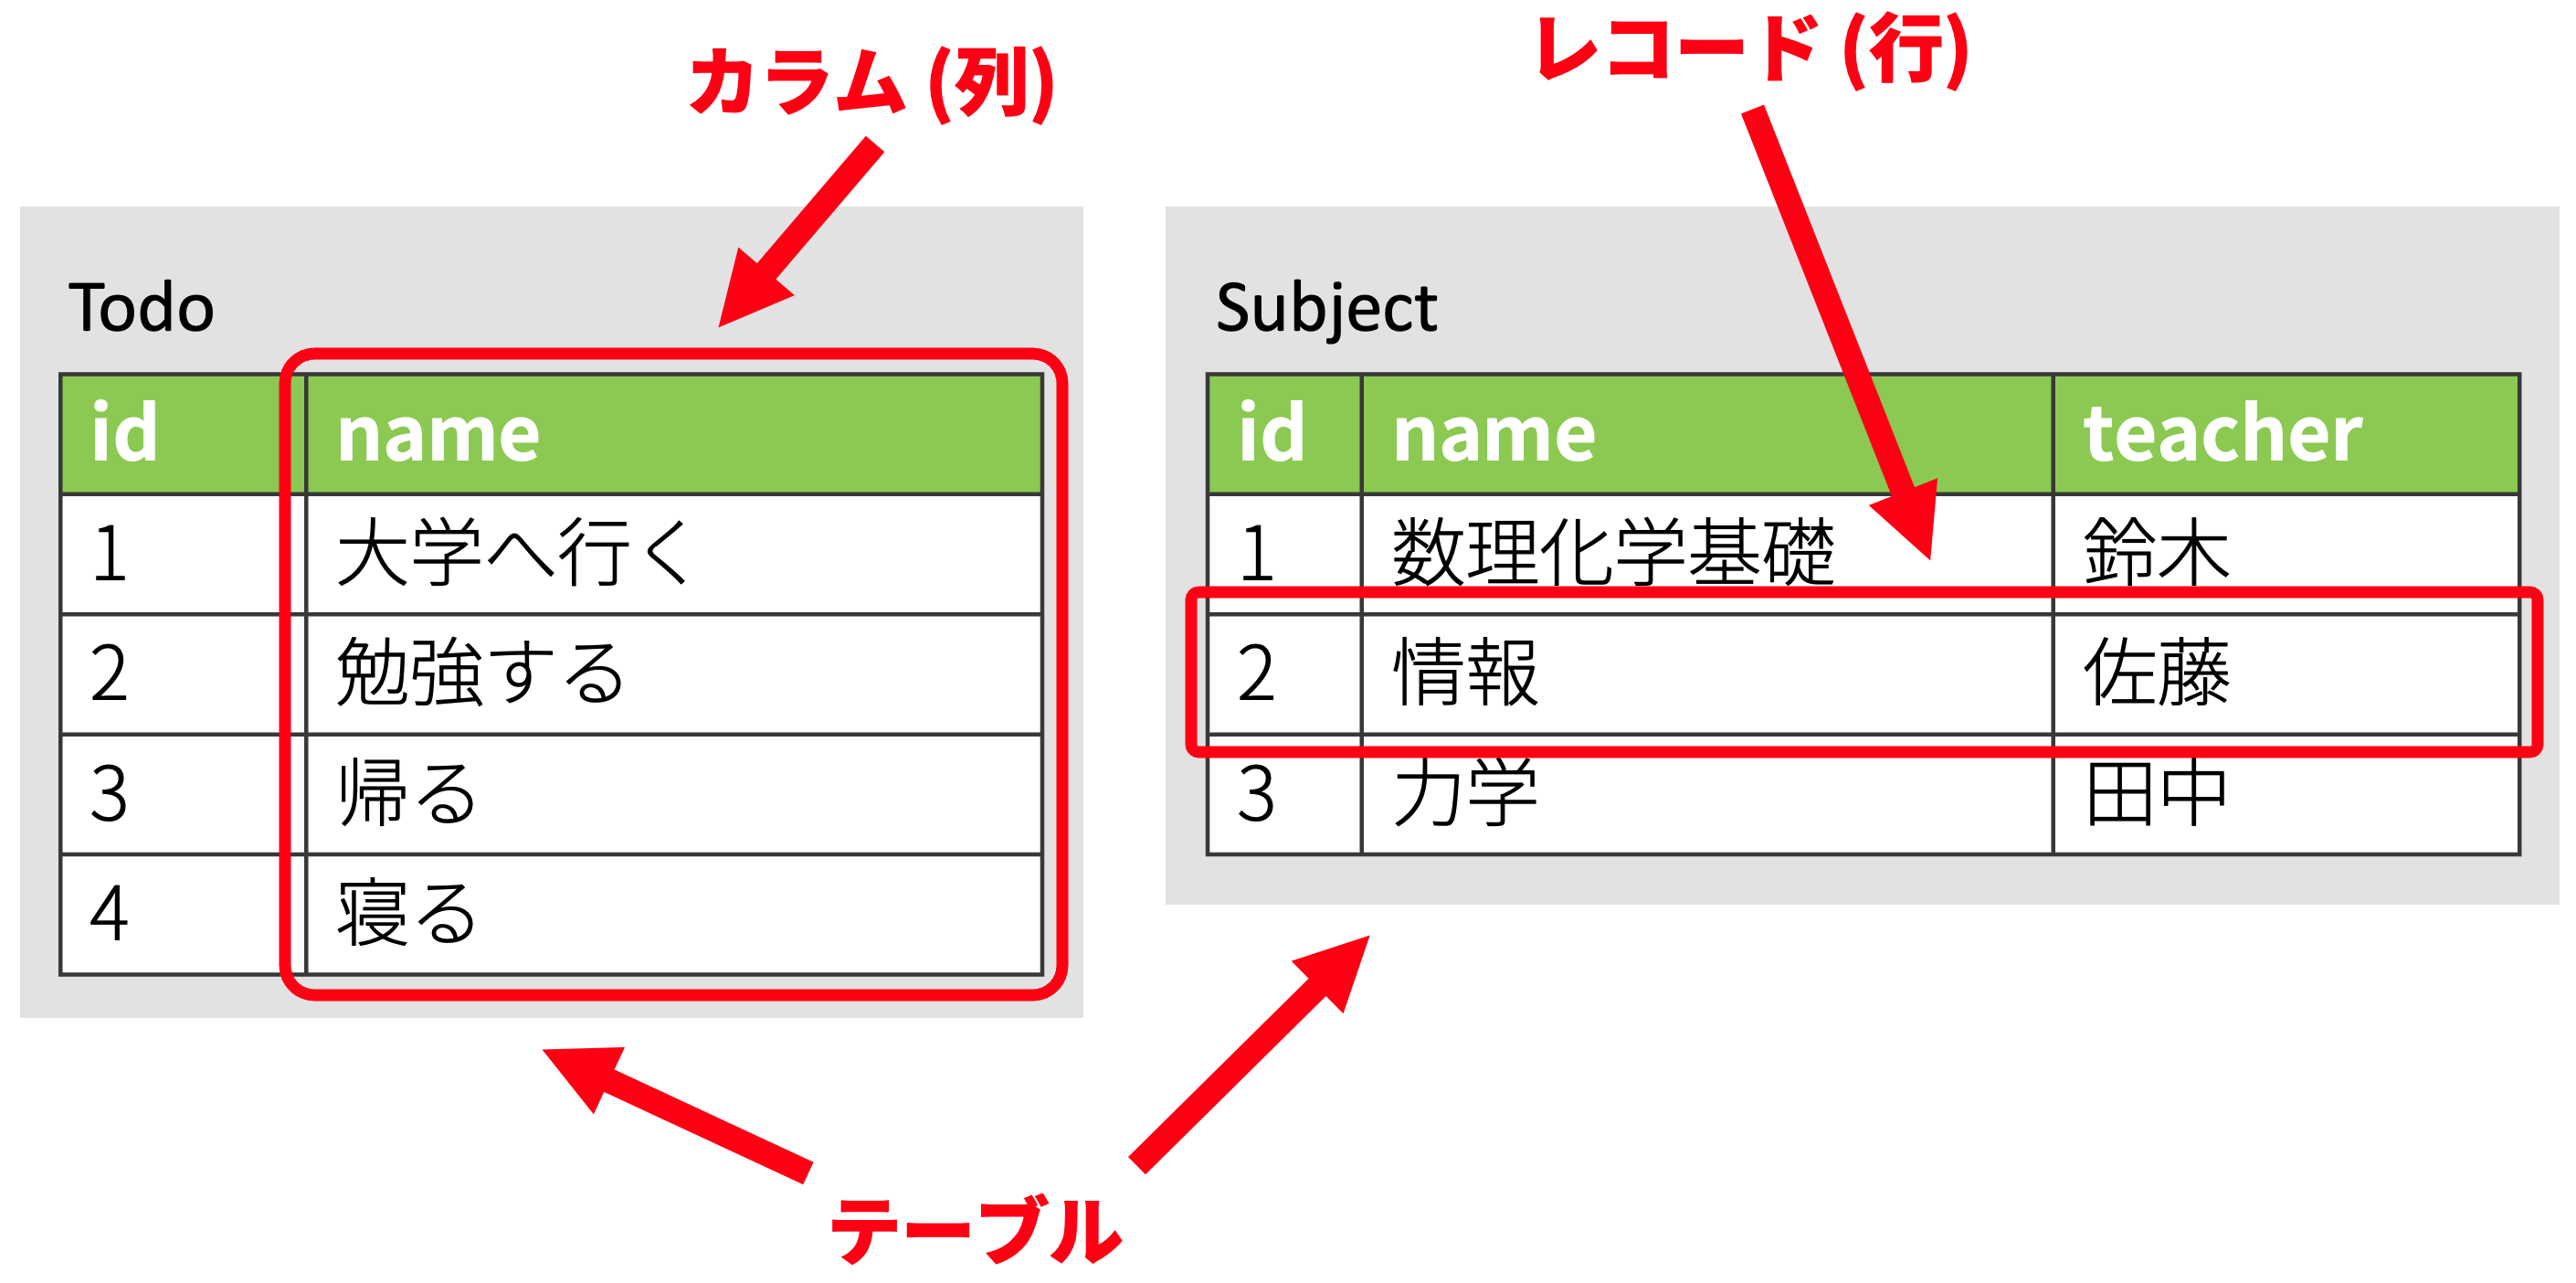 カラム (列)
レコード (行)
Todo
id name
1 大学へ行く
2 勉強する
3 帰る
4 寝る
Subject
id name teacher
1 数理化学基礎 鈴木
2 情報 佐藤
3 力学 田中
テーブル